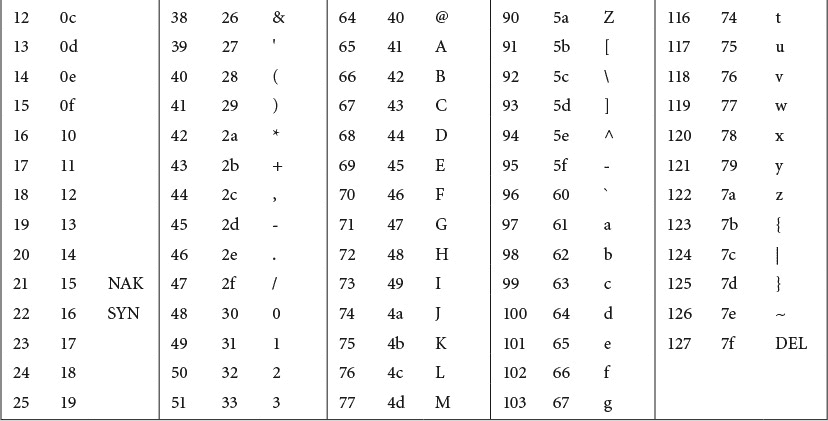 12 0c 38 26 & 64 40 @ 90 5a Z 116 74 t
13 0d 39 27 ' 65 41 A 91 5b [ 117 75 u
14 0e 40 28 ( 66 42 B 92 5c \ 118 76 v
15 0f 41 29 ) 67 43 C 93 5d ] 119 77 w
16 10 42 2a * 68 44 D 94 5e ^ 120 78 x
17 11 43 2b + 69 45 E 95 5f - 121 79 y
18 12 44 2c , 70 46 F 96 60 ` 122 7a z
19 13 45 2d - 71 47 G 97 61 a 123 7b {
20 14 46 2e . 72 48 H 98 62 b 124 7c |
21 15 NAK 47 2f / 73 49 I 99 63 c 125 7d }
22 16 SYN 48 30 0 74 4a J 100 64 d 126 7e ~
23 17 49 31 1 75 4b K 101 65 e 127 7f DEL
24 18 50 32 2 76 4c L 102 66 f
25 19 51 33 3 77 4d M 103 67 g